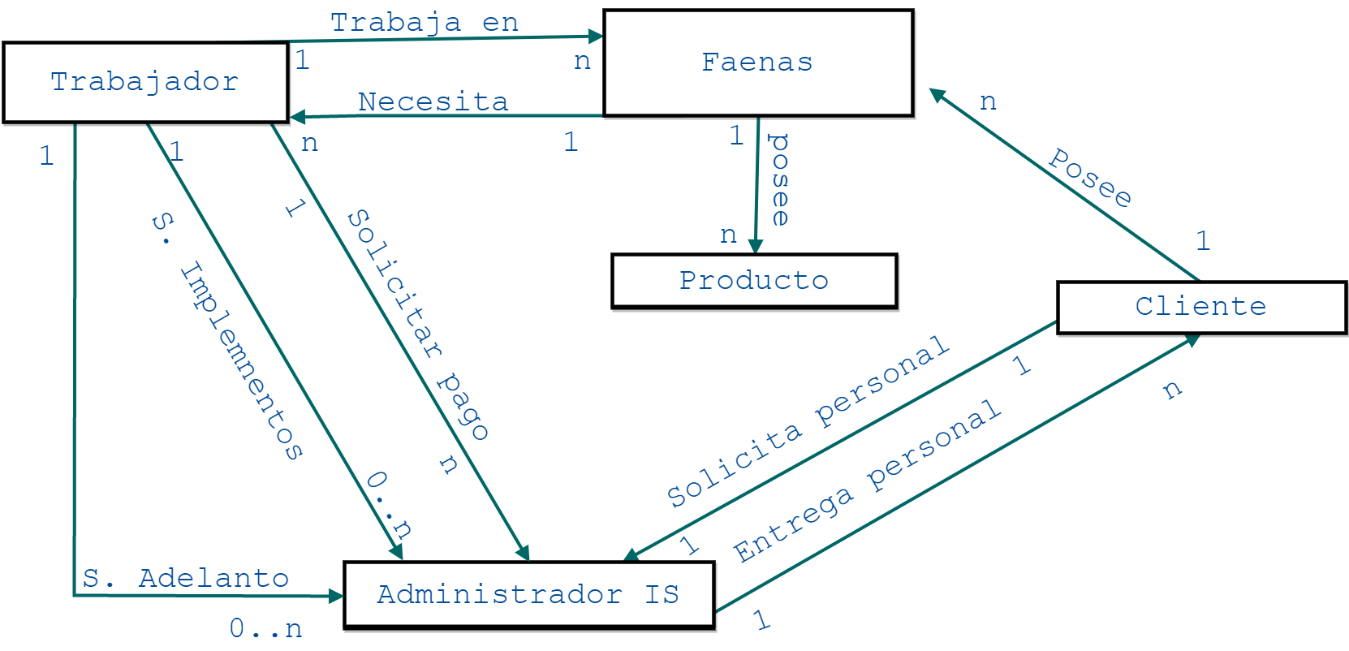 Trabaja en
1
n
Trabajador
Faenas
Necesita
n
1
n
1
1
1
1
posee
n
Posee
1
Producto
Cliente
S. Implemnentos
Solicitar pago
n
0..n
Solicita personal
1
1
Entrega personal
n
1
S. Adelanto
0..n
Administrador IS